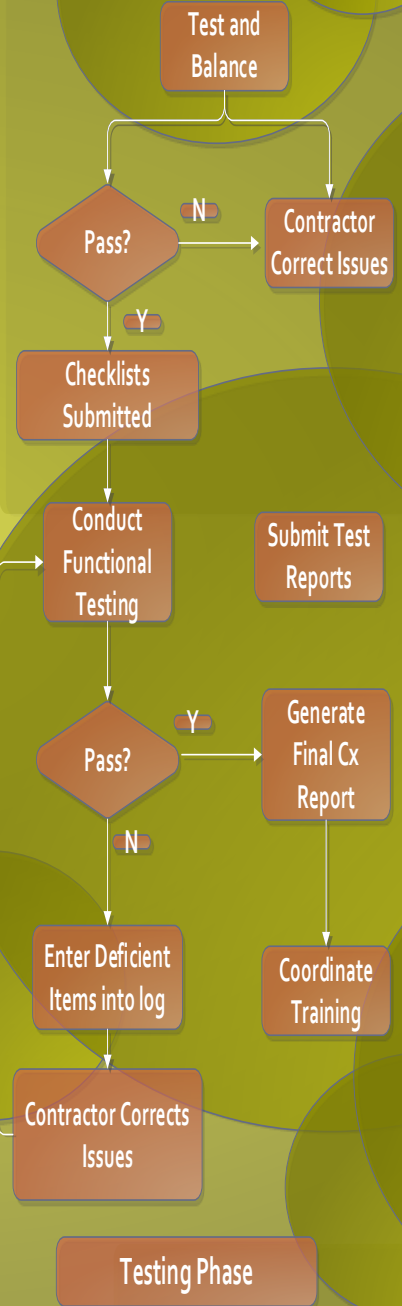 Test and
Balance
Pass?
N
Contractor
Correct Issues
Y
Checklists
Submitted
Conduct
Functional
Testing
Submit Test
Reports
Pass?
Y
Generate
Final Cx
Report
N
Enter Deficient
Items into log
Coordinate
Training
Contractor Corrects
Issues
Testing Phase